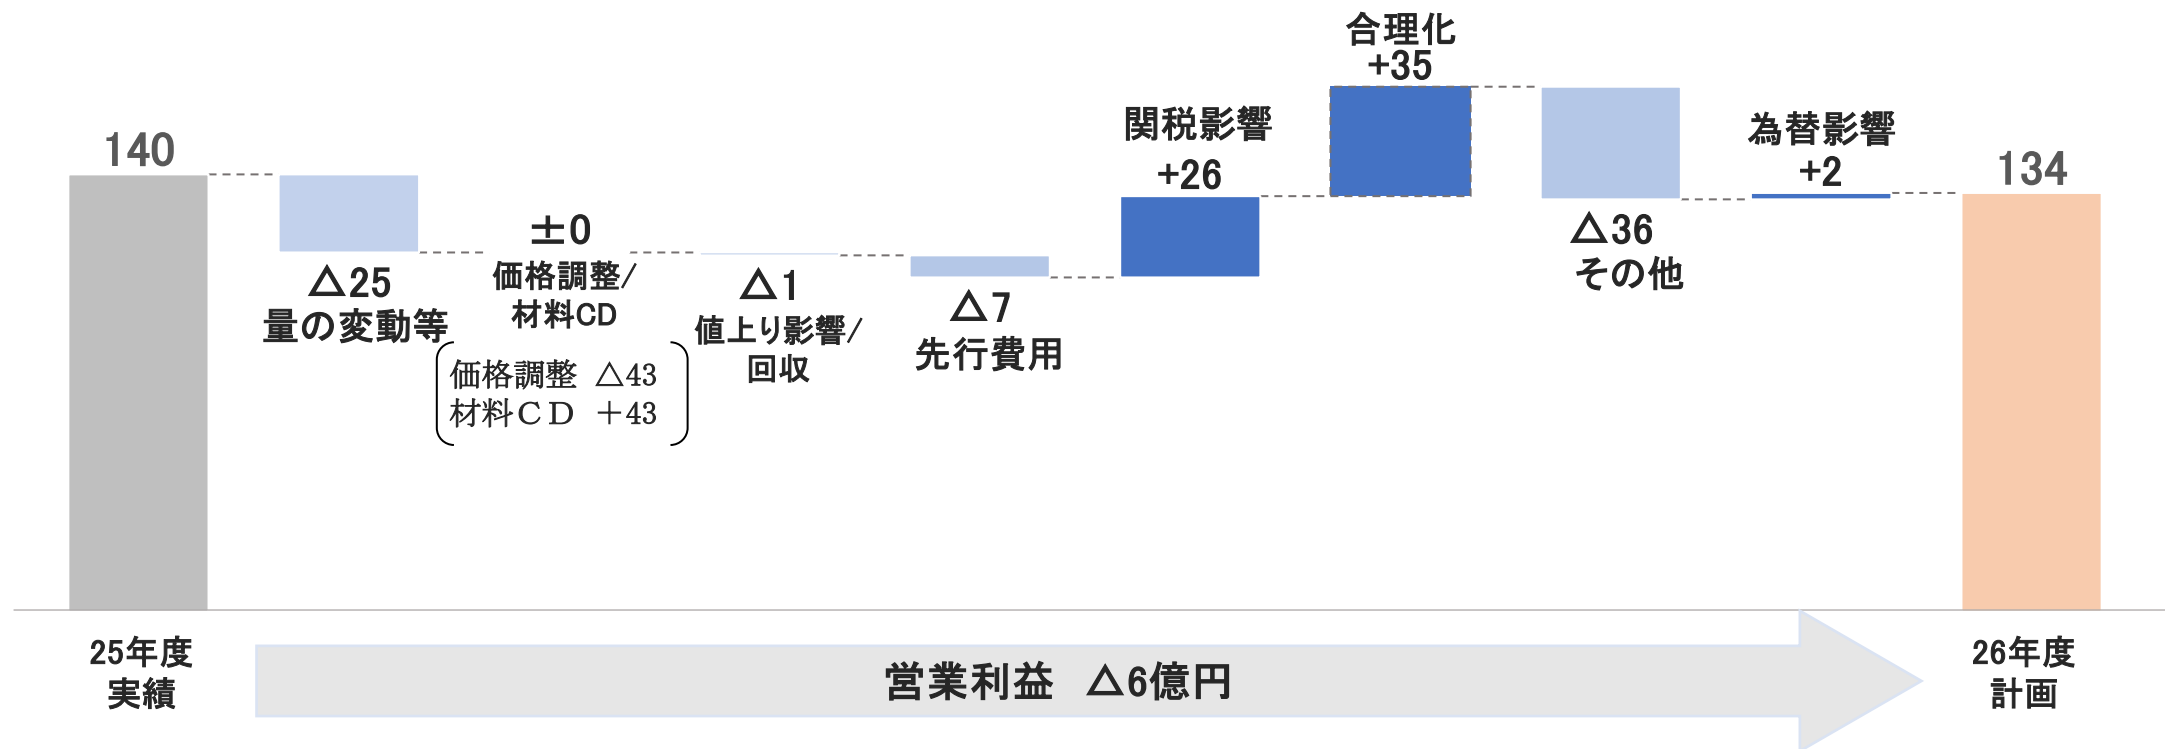 140
△25
量の変動等
±0
価格調整/
材料CD
価格調整 △43
材料ＣＤ ＋43
△1
値上り影響/
回収
△7
先行費用
関税影響
+26
合理化
+35
△36
その他
為替影響
+2
134
25年度
実績
営業利益 △6億円
26年度
計画